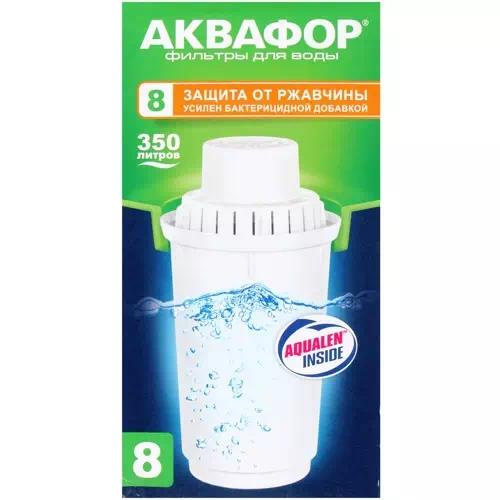 АКВАФОР®
ФИЛЬТРЫ ДЛЯ ВОДЫ
8 ЗАЩИТА ОТ РЖАВЧИНЫ
УСИЛЕН БАКТЕРИЦИДНОЙ ДОБАВКОЙ
350
ЛИТРОВ
AQUALEN™
INSIDE
8